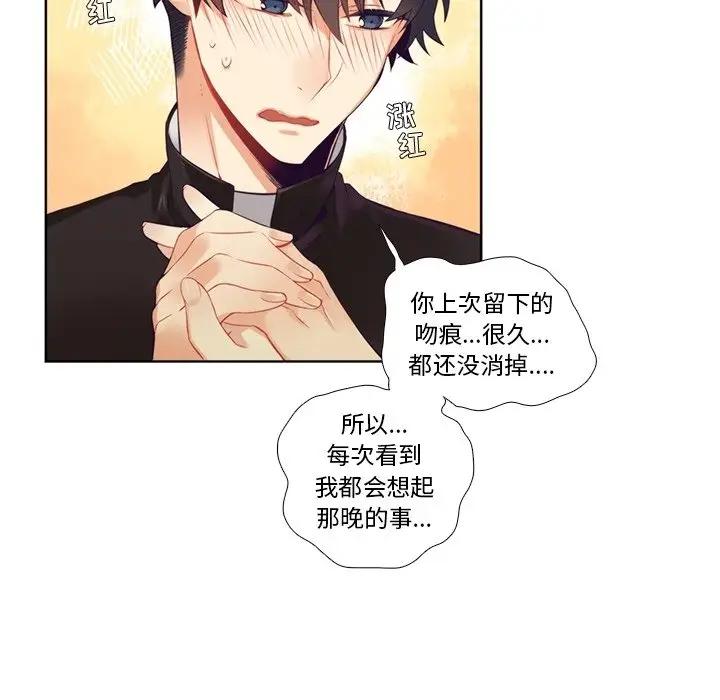 红
涨
红
你上次留下的
吻痕...很久...
都还没消掉....
所以...
每次看到
我都会想起
那晚的事...